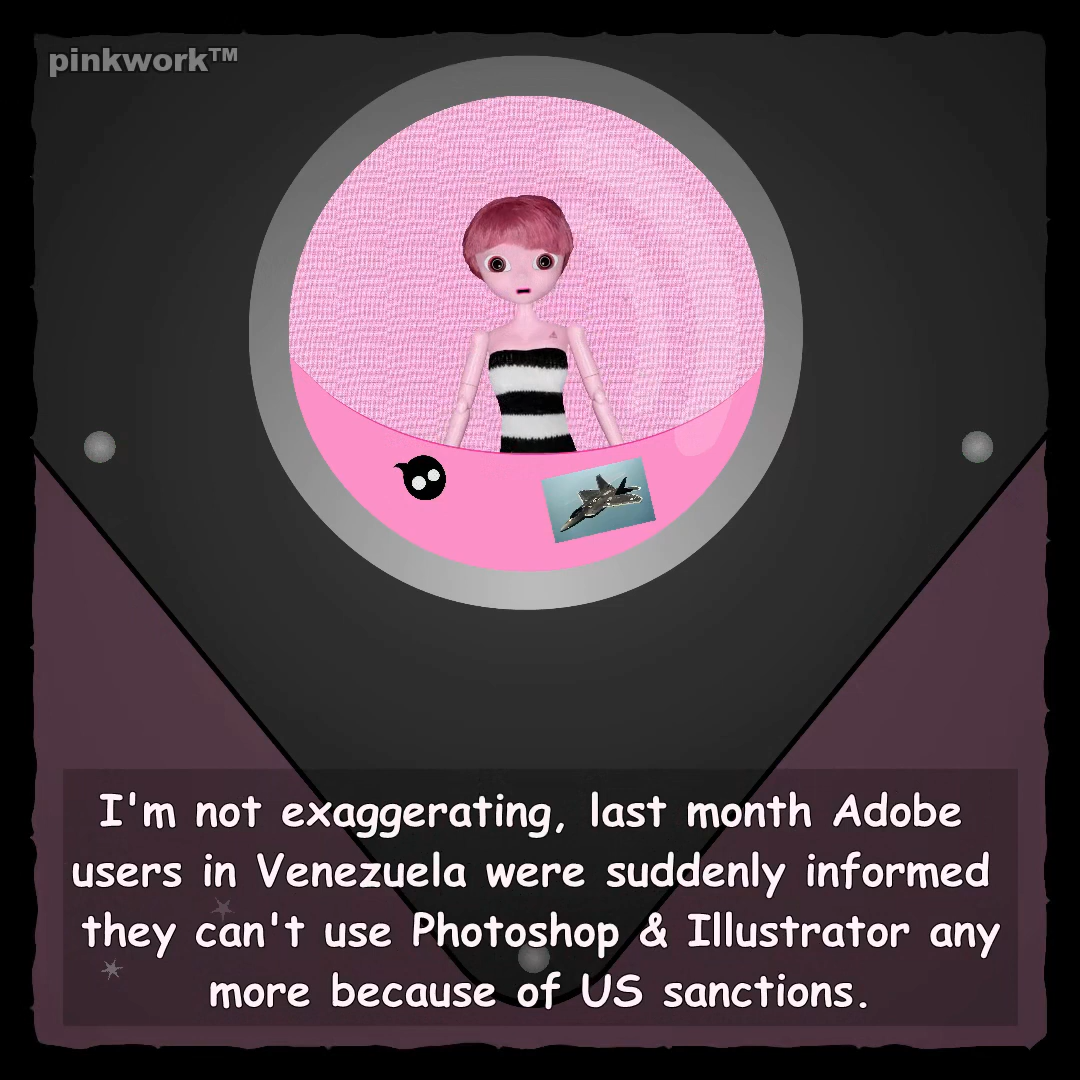 pinkwork™
I'm not exaggerating, last month Adobe
users in Venezuela were suddenly informed
they can't use Photoshop & Illustrator any
more because of US sanctions.